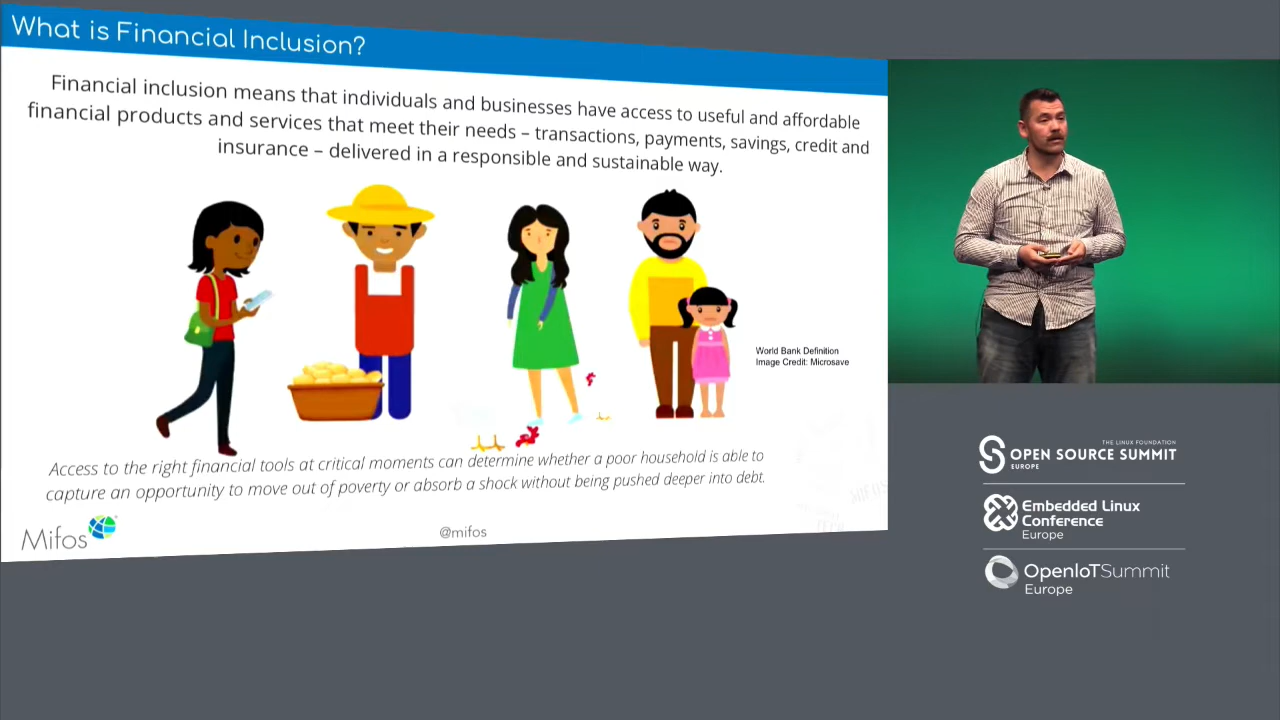 What is Financial Inclusion?
Financial inclusion means that individuals and businesses have access to useful and affordable
financial products and services that meet their needs – transactions, payments, savings, credit and
insurance – delivered in a responsible and sustainable way.
World Bank Definition
Image Credit: Microsave
Access to the right financial tools at critical moments can determine whether a poor household is able to
capture an opportunity to move out of poverty or absorb a shock without being pushed deeper into debt.
Mifos
@mifos
THE LINUX FOUNDATION
OPEN SOURCE SUMMIT
EUROPE
Embedded Linux
Conference
Europe
OpenIoTSummit
Europe